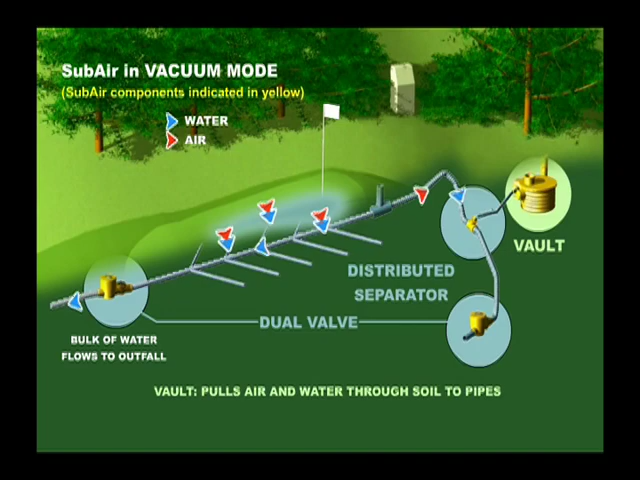 SubAir in VACUUM MODE
(SubAir components indicated in yellow)
WATER
AIR
VAULT
DISTRIBUTED
SEPARATOR
DUAL VALVE
BULK OF WATER
FLOWS TO OUTFALL
VAULT: PULLS AIR AND WATER THROUGH SOIL TO PIPES